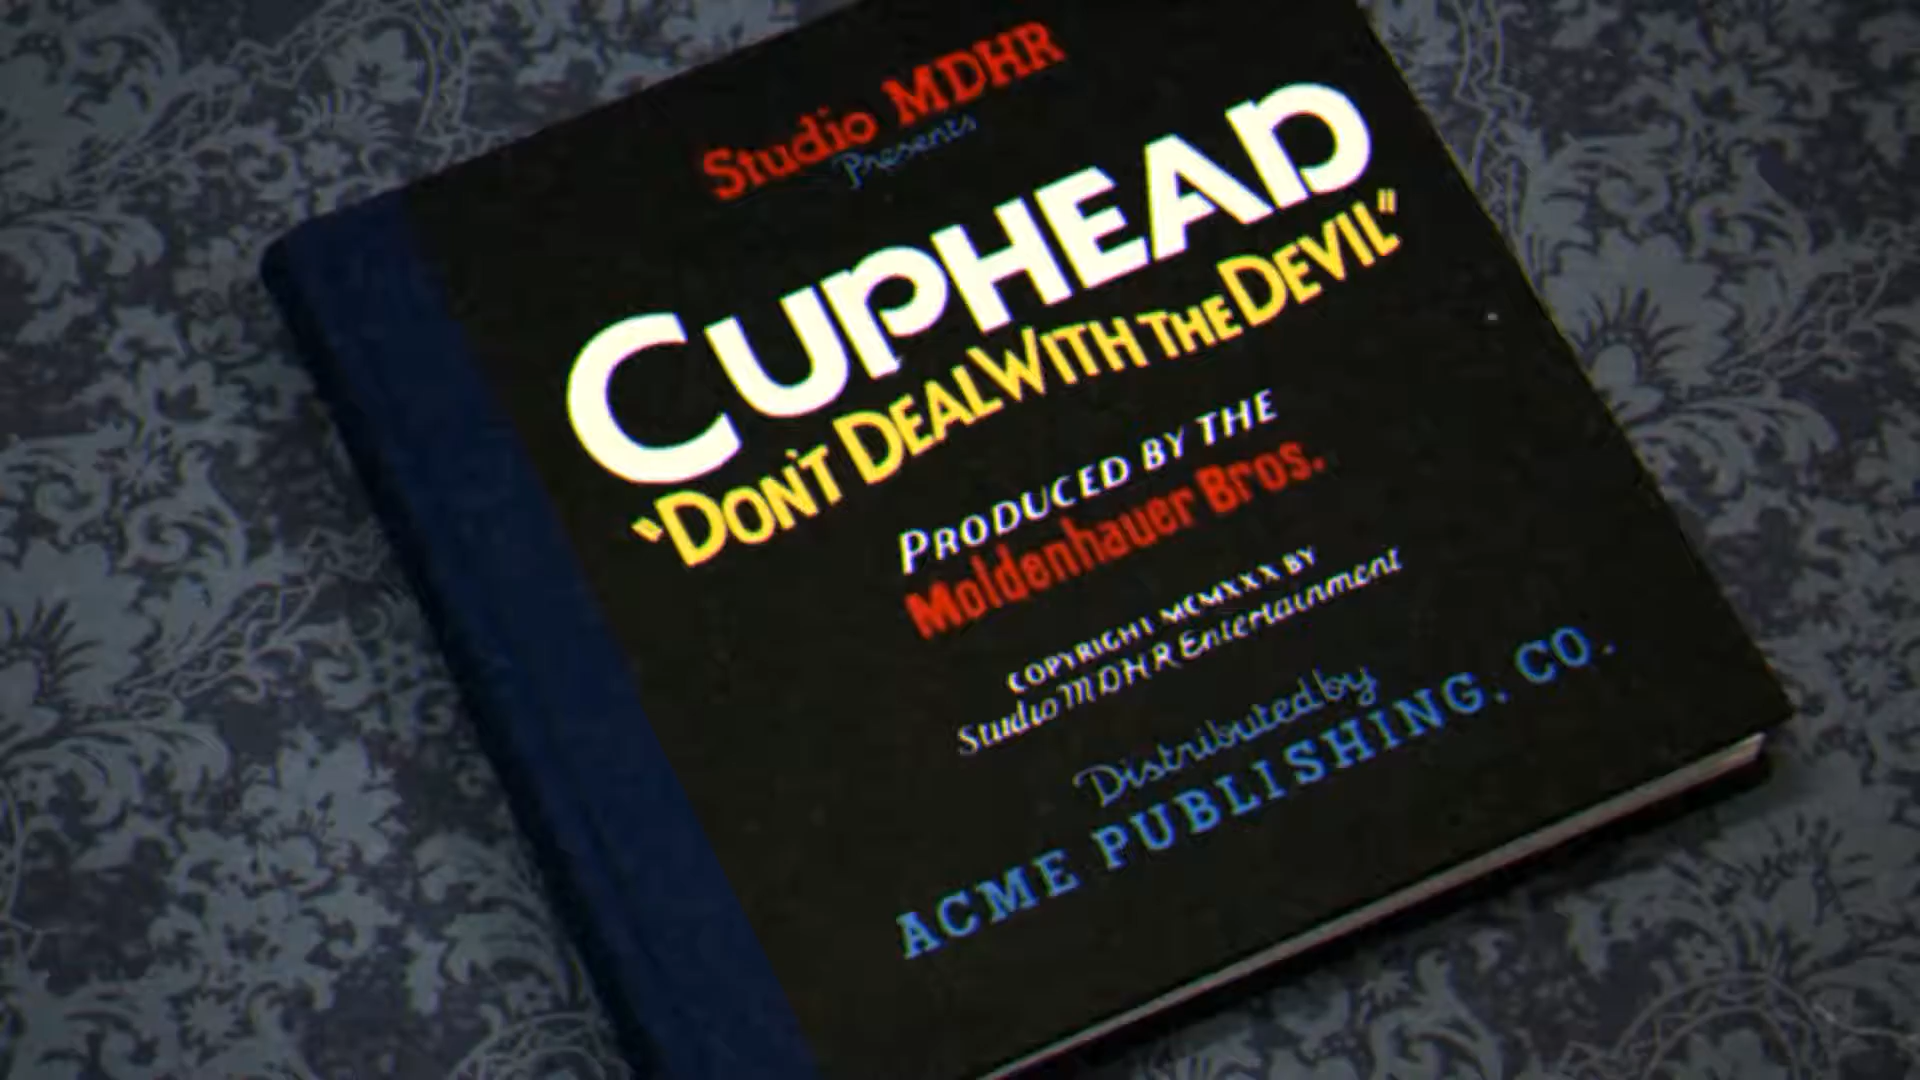 Studio MDHR
Presents
CUPHEAD
"DON'T DEAL WITH THE DEVIL"
PRODUCED BY THE
Moldenhauer Bros.
COPYRIGHT MCMXXX BY
Studio MDHR Entertainment
Distributed by
ACME PUBLISHING. CO.